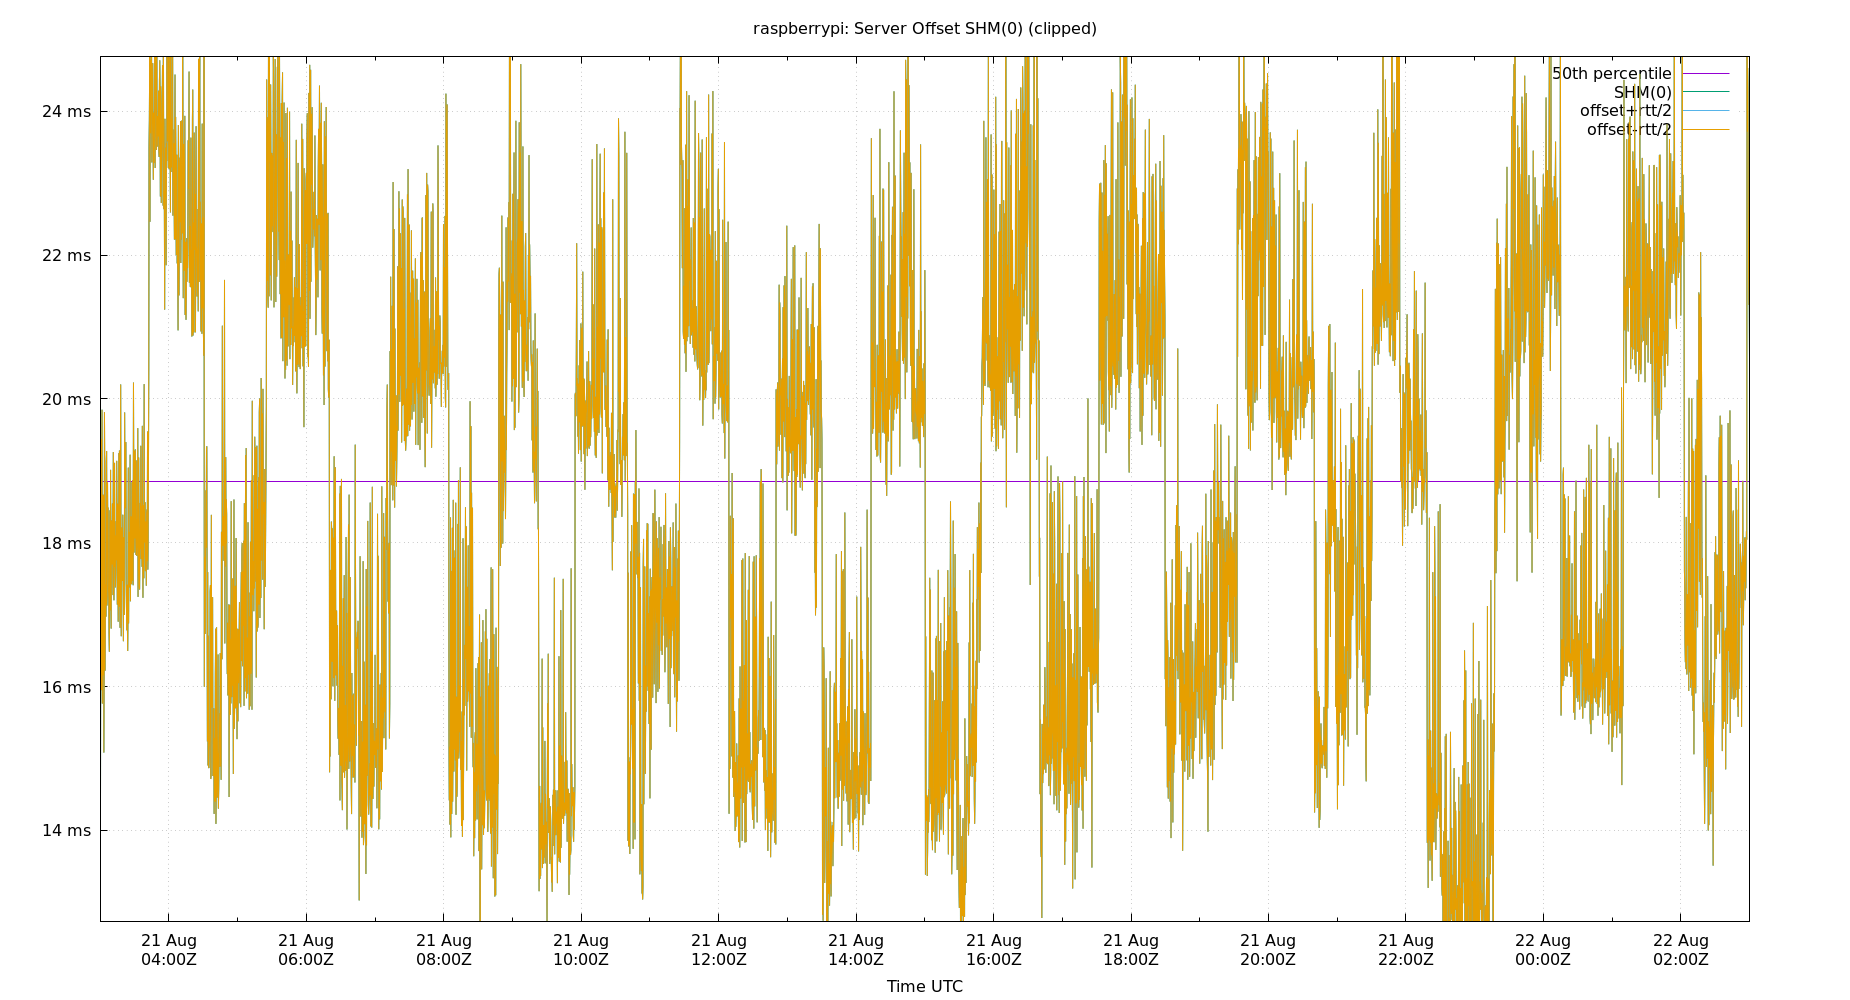 raspberrypi: Server Offset SHM(0) (clipped)
50th percentile
SHM(0)
offset+rtt/2
offset-rtt/2
24 ms
22 ms
20 ms
18 ms
16 ms
14 ms
21 Aug 21 Aug 21 Aug 21 Aug 21 Aug 21 Aug 21 Aug 21 Aug 21 Aug 21 Aug 22 Aug 22 Aug
04:00Z 06:00Z 08:00Z 10:00Z 12:00Z 14:00Z 16:00Z 18:00Z 20:00Z 22:00Z 00:00Z 02:00Z
Time UTC